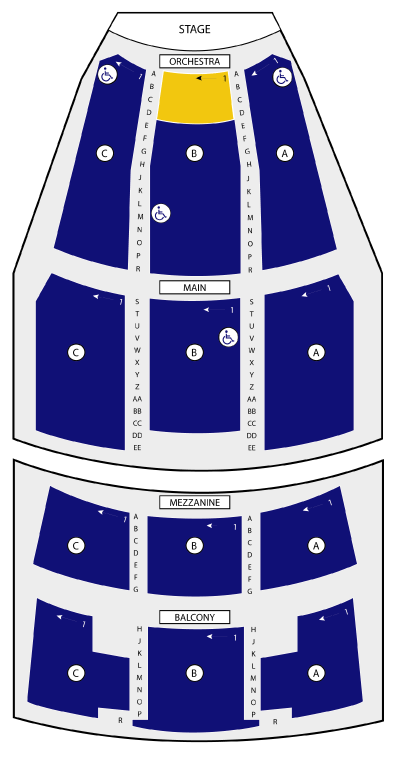 STAGE
ORCHESTRA
1
1 A 1 A
B B
C C
D D
E E
F F
C G B G A
H H
J J
K K
L L
M M
N N
O O
P P
R R
MAIN
1 S S 1
T 1 T
U U
V V
C W B W A
X X
Y Y
Z Z
AA AA
BB BB
CC CC
DD DD
EE EE
MEZZANINE
1 A A 1
B 1 B
C C
C D B D A
E E
F F
G G
BALCONY
1 1
H H
J 1 J
K K
L L
C M B M A
N N
O O
P P
R R